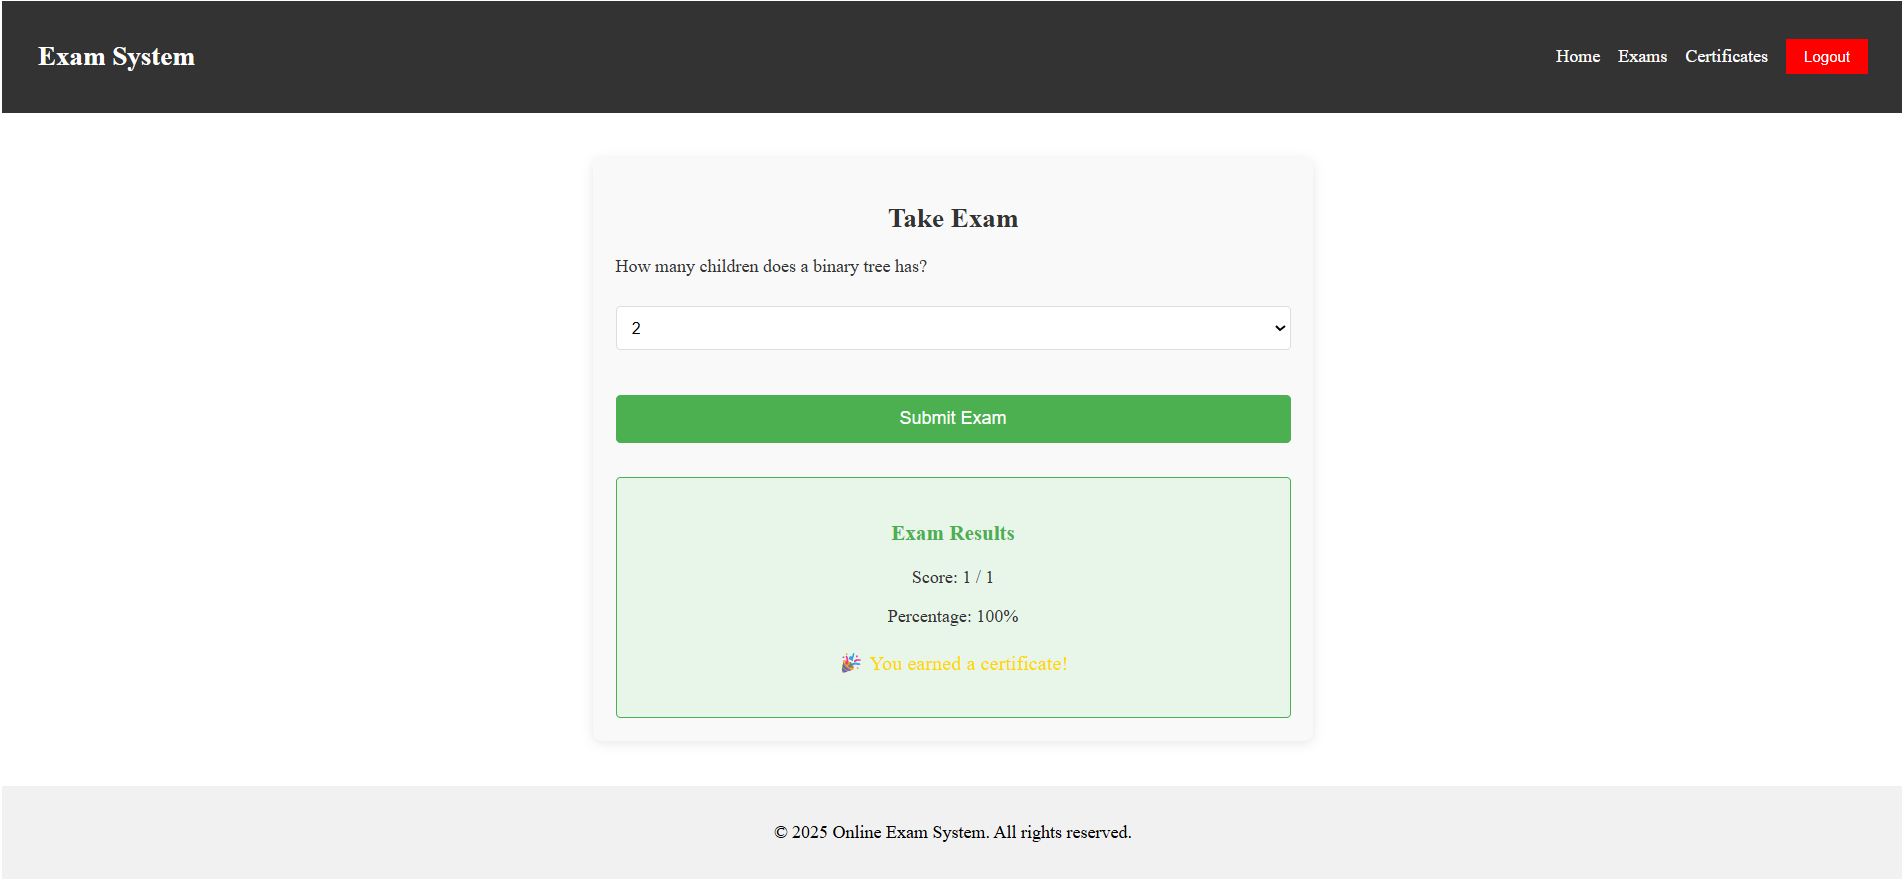 Exam System
Home Exams Certificates Logout
Take Exam
How many children does a binary tree has?
2
Submit Exam
Exam Results
Score: 1 / 1
Percentage: 100%
🎉 You earned a certificate!
© 2025 Online Exam System. All rights reserved.